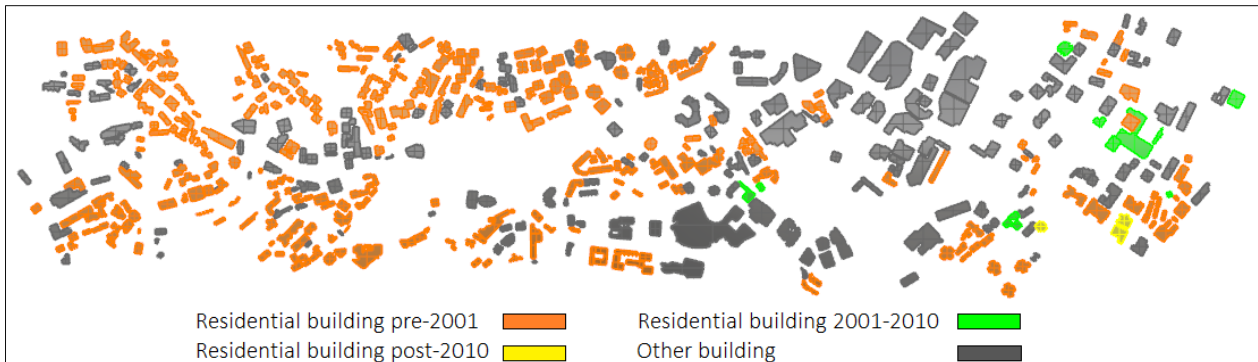 Residential building pre-2001
Residential building 2001-2010
Residential building post-2010
Other building